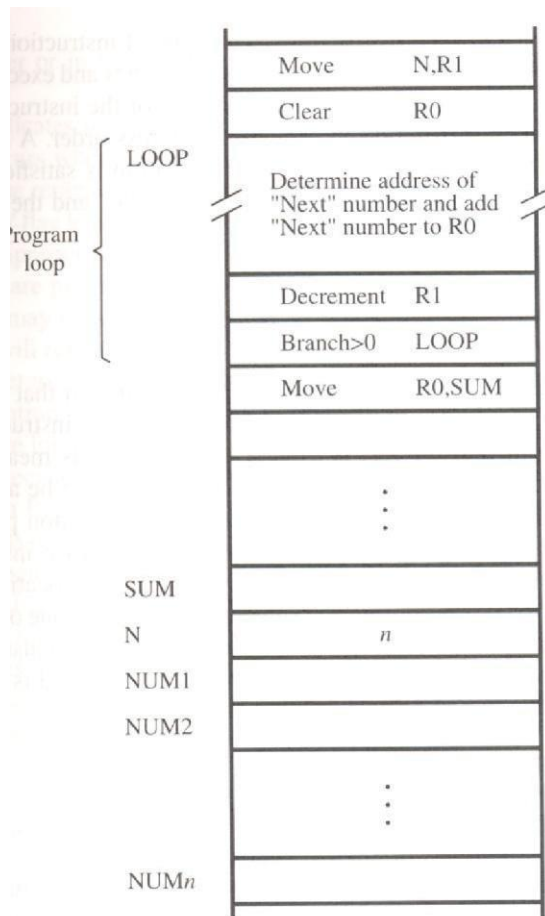 Move N,R1
Clear R0
LOOP
Determine address of
"Next" number and add
"Next" number to R0
Program
loop
Decrement R1
Branch>0 LOOP
Move R0,SUM
SUM
N n
NUM1
NUM2
NUMn